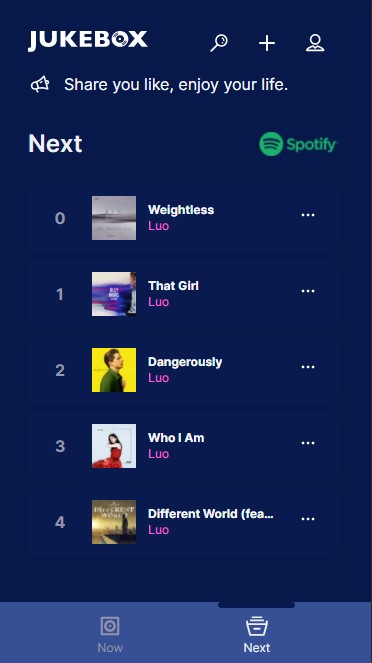 JUKEBOX
Share you like, enjoy your life.
Next
Spotify
0
Weightless
Luo
1
That Girl
Luo
2
Dangerously
Luo
3
Who I Am
Luo
4
Different World (fea...
Luo
Now
Next